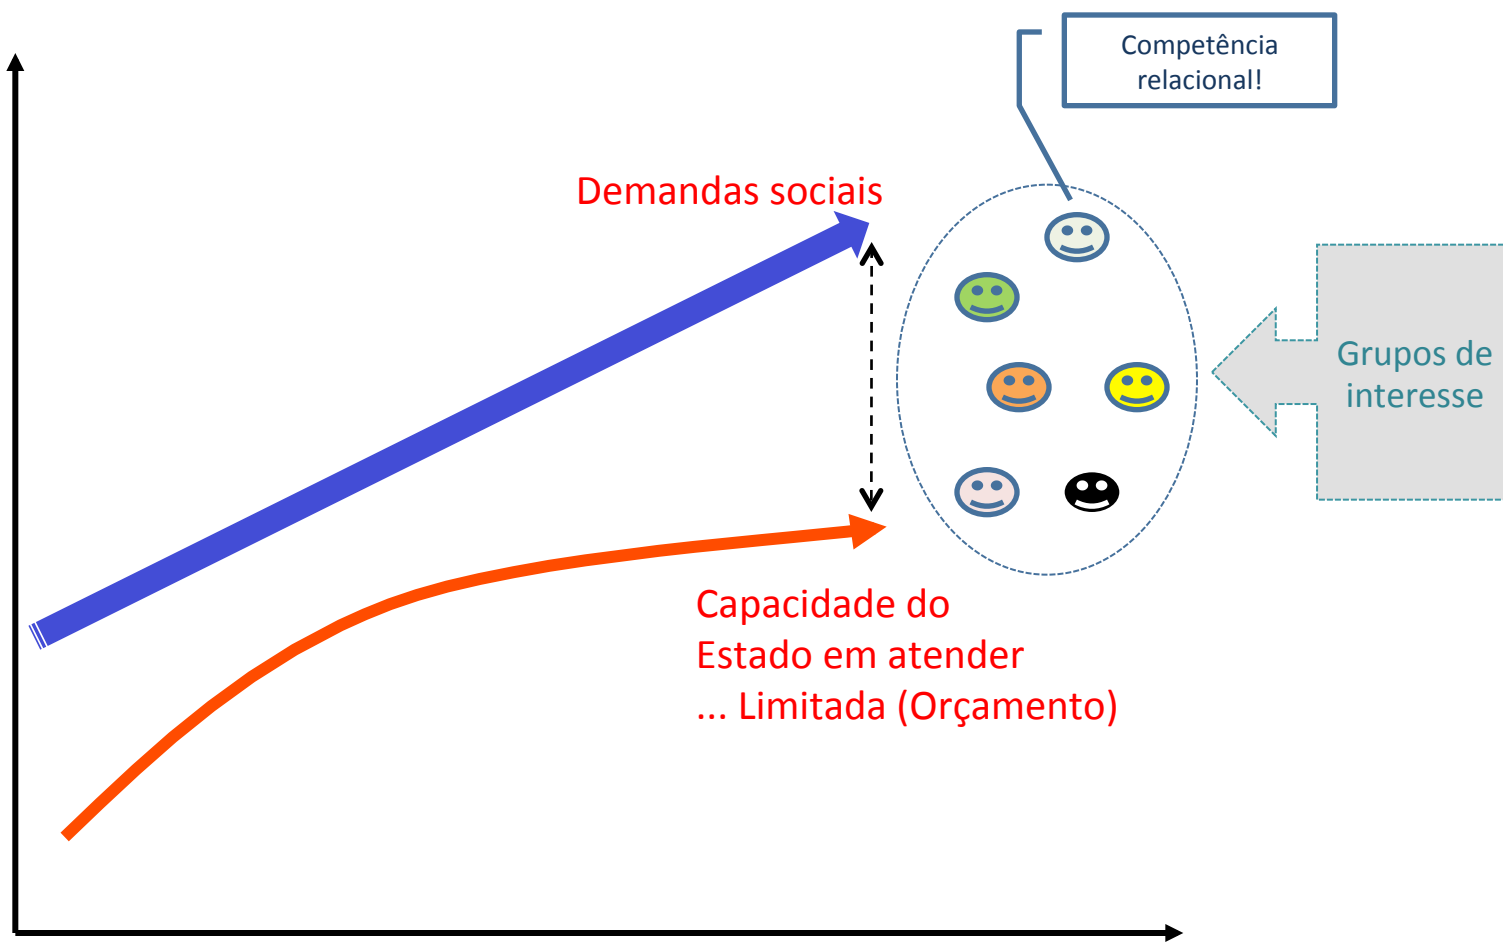 Competência
relacional!
Demandas sociais
Grupos de
interesse
Capacidade do
Estado em atender
... Limitada (Orçamento)